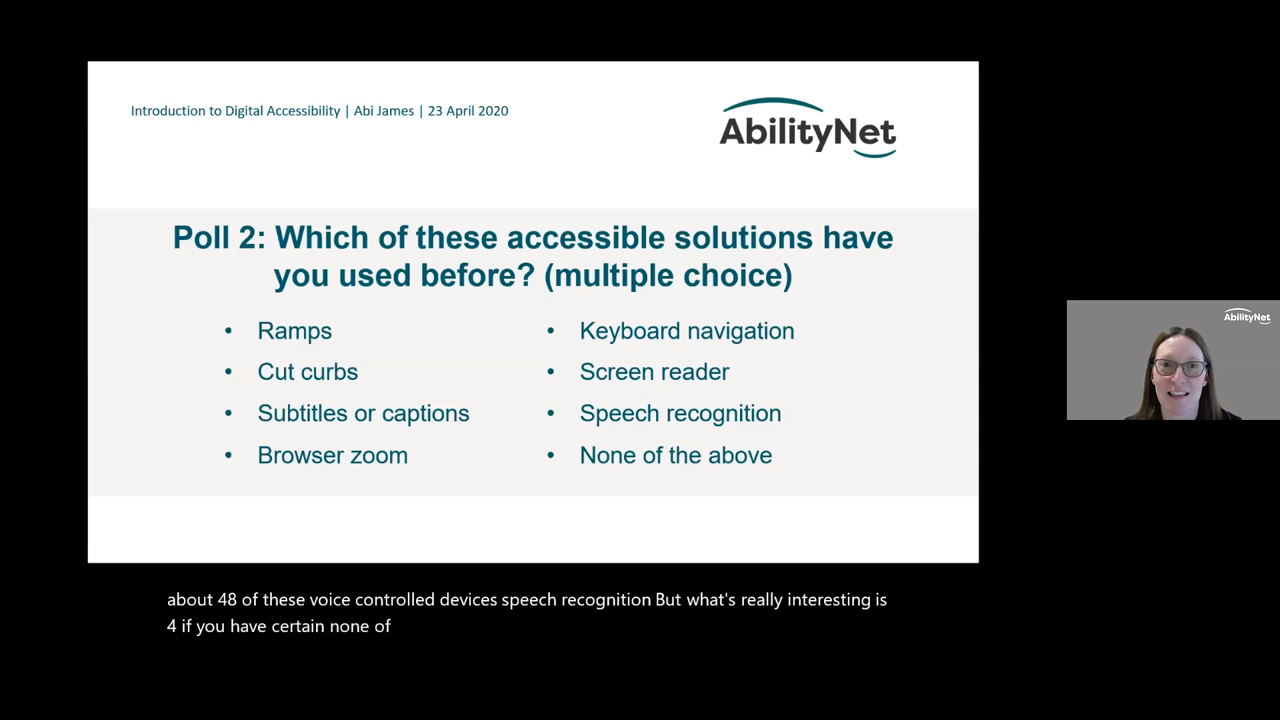 Introduction to Digital Accessibility | Abi James | 23 April 2020
AbilityNet
Poll 2: Which of these accessible solutions have
you used before? (multiple choice)
• Ramps
• Cut curbs
• Subtitles or captions
• Browser zoom
• Keyboard navigation
• Screen reader
• Speech recognition
• None of the above
AbilityNet
about 48 of these voice controlled devices speech recognition But what's really interesting is
4 if you have certain none of